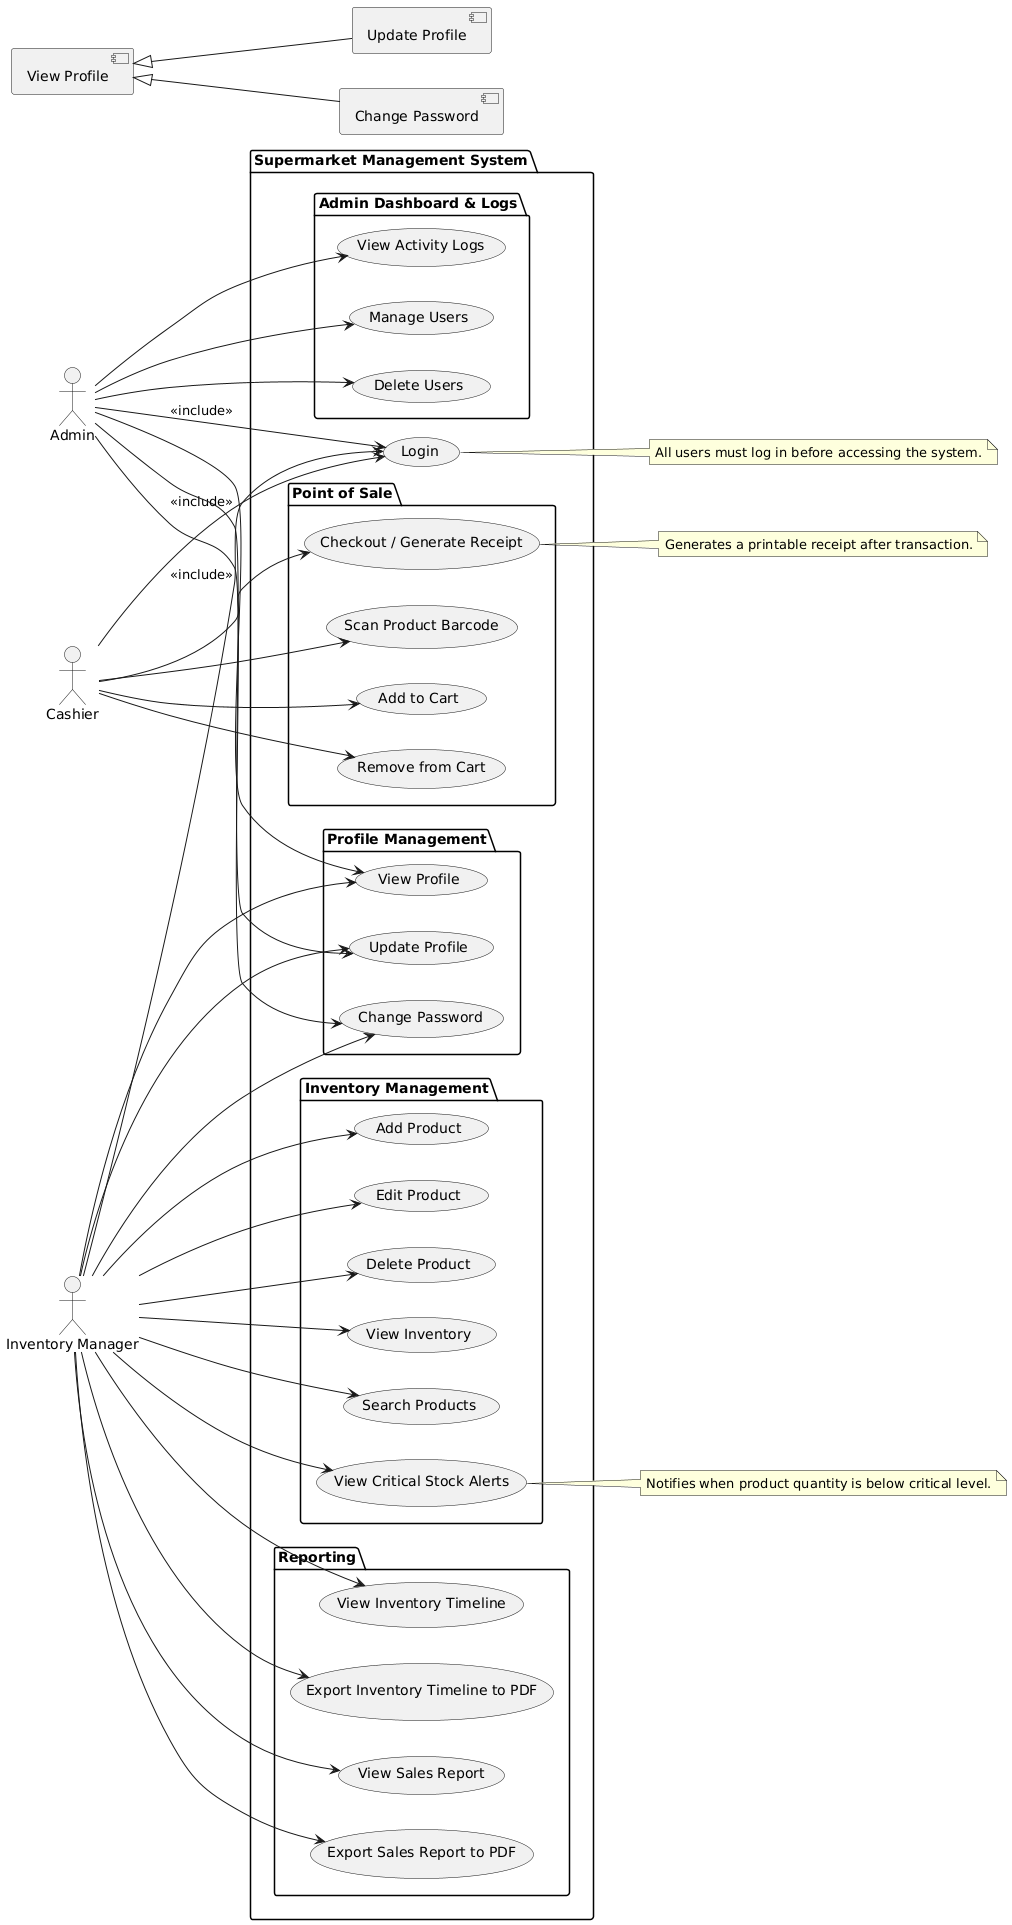 Update Profile
View Profile
Change Password
Supermarket Management System
Admin Dashboard & Logs
View Activity Logs
Manage Users
Delete Users
Admin
«include»
Login
All users must log in before accessing the system.
«include»
Point of Sale
Checkout / Generate Receipt
Generates a printable receipt after transaction.
«include»
Scan Product Barcode
Add to Cart
Cashier
Remove from Cart
Profile Management
View Profile
Update Profile
Change Password
Inventory Management
Add Product
Edit Product
Delete Product
View Inventory
Inventory Manager
Search Products
View Critical Stock Alerts
Notifies when product quantity is below critical level.
Reporting
View Inventory Timeline
Export Inventory Timeline to PDF
View Sales Report
Export Sales Report to PDF